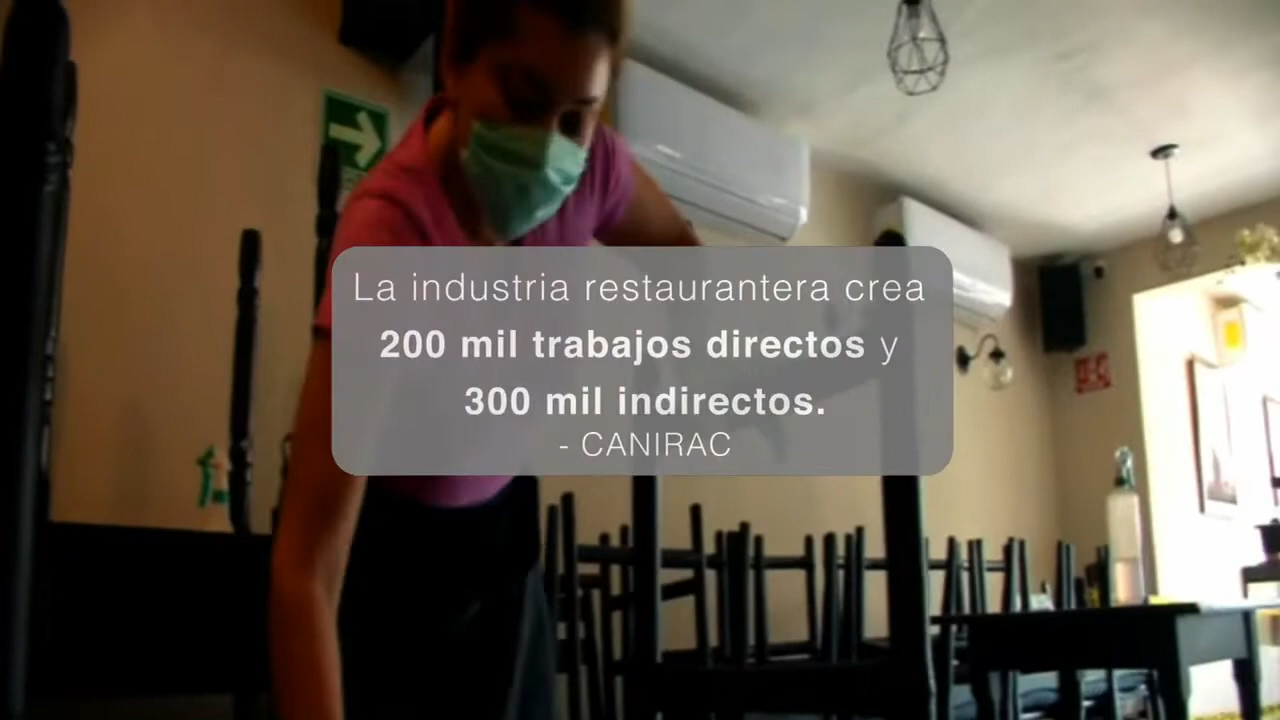 La industria restaurantera crea
200 mil trabajos directos y
300 mil indirectos.
- CANIRAC